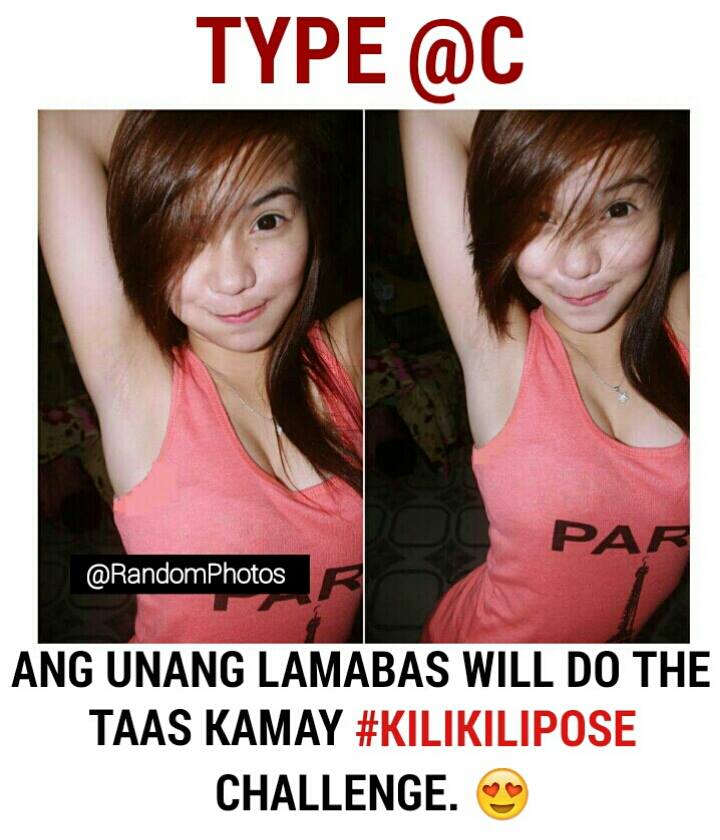 TYPE @C
PAR
@RandomPhotos
PAR
ANG UNANG LAMABAS WILL DO THE
TAAS KAMAY #KILIKILIPOSE
CHALLENGE. 😍